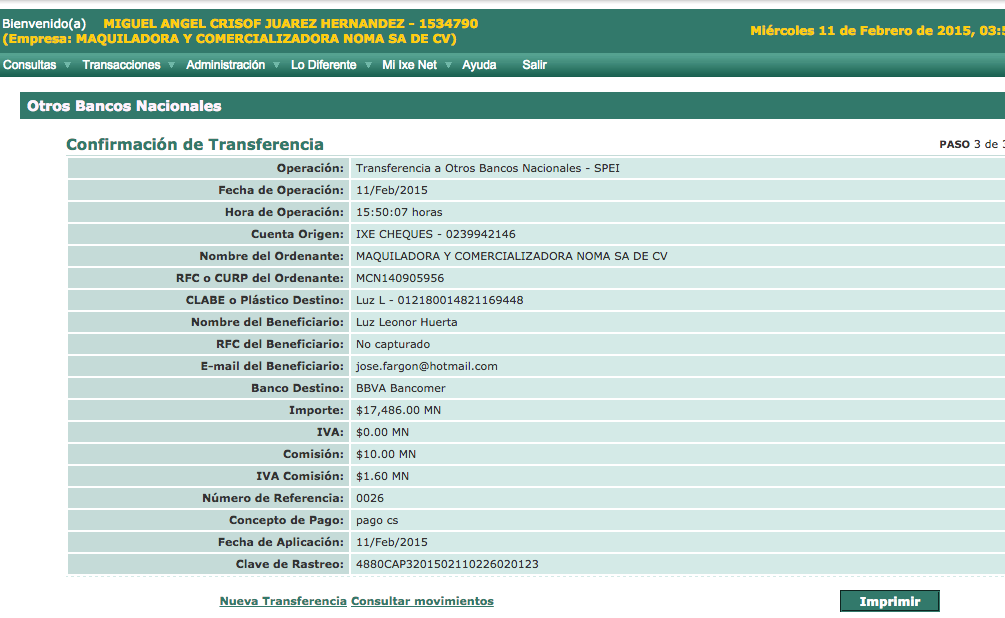 Bienvenido(a) MIGUEL ANGEL CRISOF JUAREZ HERNANDEZ - 1534790
(Empresa: MAQUILADORA Y COMERCIALIZADORA NOMA SA DE CV)
Miércoles 11 de Febrero de 2015, 03:5
Consultas Transacciones Administración Lo Diferente Mi Ixe Net Ayuda Salir
Otros Bancos Nacionales
Confirmación de Transferencia PASO 3 de 3
Operación: Transferencia a Otros Bancos Nacionales - SPEI
Fecha de Operación: 11/Feb/2015
Hora de Operación: 15:50:07 horas
Cuenta Origen: IXE CHEQUES - 0239942146
Nombre del Ordenante: MAQUILADORA Y COMERCIALIZADORA NOMA SA DE CV
RFC o CURP del Ordenante: MCN140905956
CLABE o Plástico Destino: Luz L - 012180014821169448
Nombre del Beneficiario: Luz Leonor Huerta
RFC del Beneficiario: No capturado
E-mail del Beneficiario: jose.fargon@hotmail.com
Banco Destino: BBVA Bancomer
Importe: $17,486.00 MN
IVA: $0.00 MN
Comisión: $10.00 MN
IVA Comisión: $1.60 MN
Número de Referencia: 0026
Concepto de Pago: pago cs
Fecha de Aplicación: 11/Feb/2015
Clave de Rastreo: 4880CAP3201502110226020123
Nueva Transferencia Consultar movimientos Imprimir